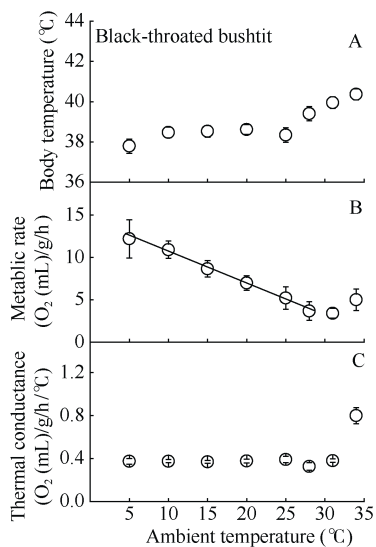 Black-throated bushtit
A
Body temperature (℃)
44
42
40
38
36
B
Metablic rate
(O2 (mL)/g/h)
15
10
5
0
C
Thermal conductance
(O2 (mL)/g/h/℃)
1.2
0.8
0.4
0.0
5 10 15 20 25 30 35
Ambient temperature (℃)